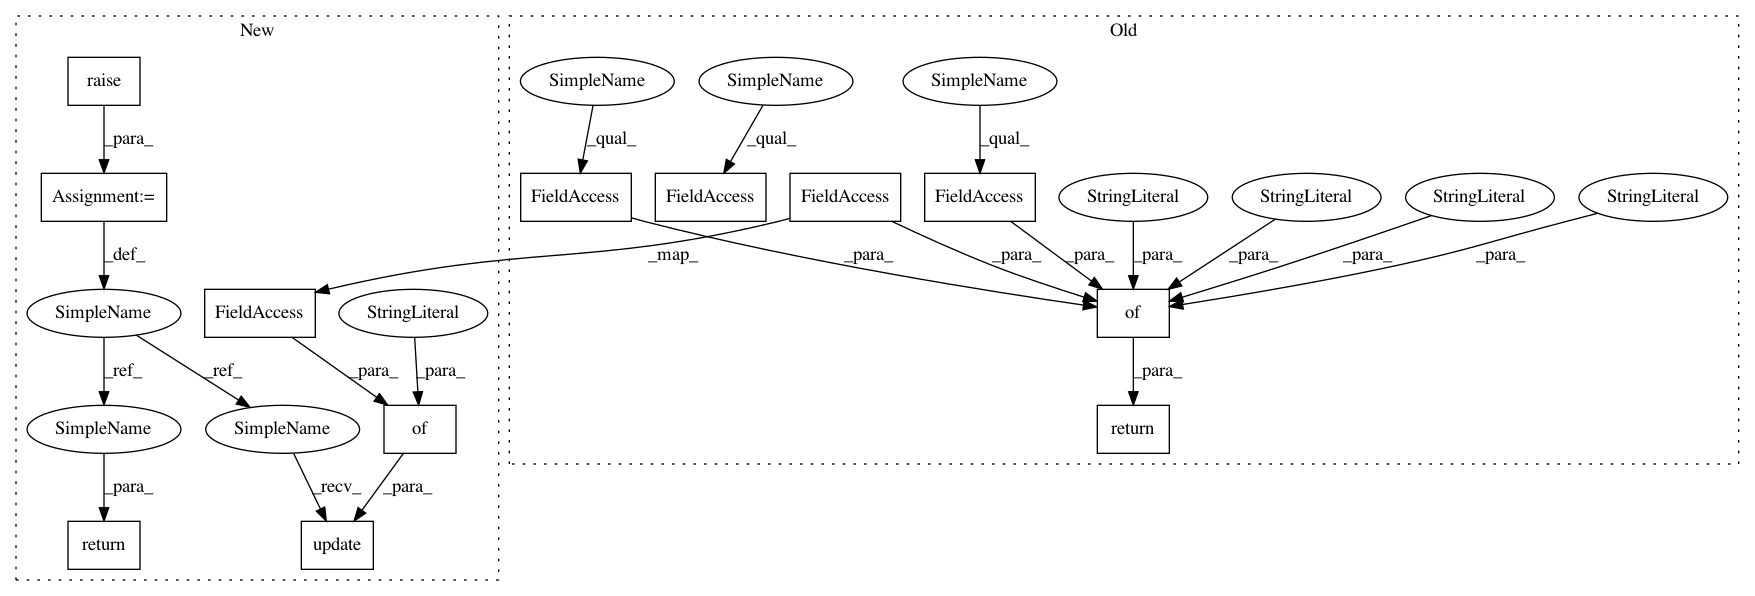 New
Old
raise
SimpleName
SimpleName
SimpleName
_para_
_qual_
_qual_
_qual_
Assignment:=
FieldAccess
FieldAccess
FieldAccess
FieldAccess
StringLiteral
StringLiteral
StringLiteral
StringLiteral
_def_
_map_
_para_
_para_
_para_
_para_
_para_
_para_
_para_
SimpleName
FieldAccess
StringLiteral
of
_ref_
_ref_
_para_
_para_
_para_
SimpleName
SimpleName
of
return
_para_
_recv_
_para_
return
update